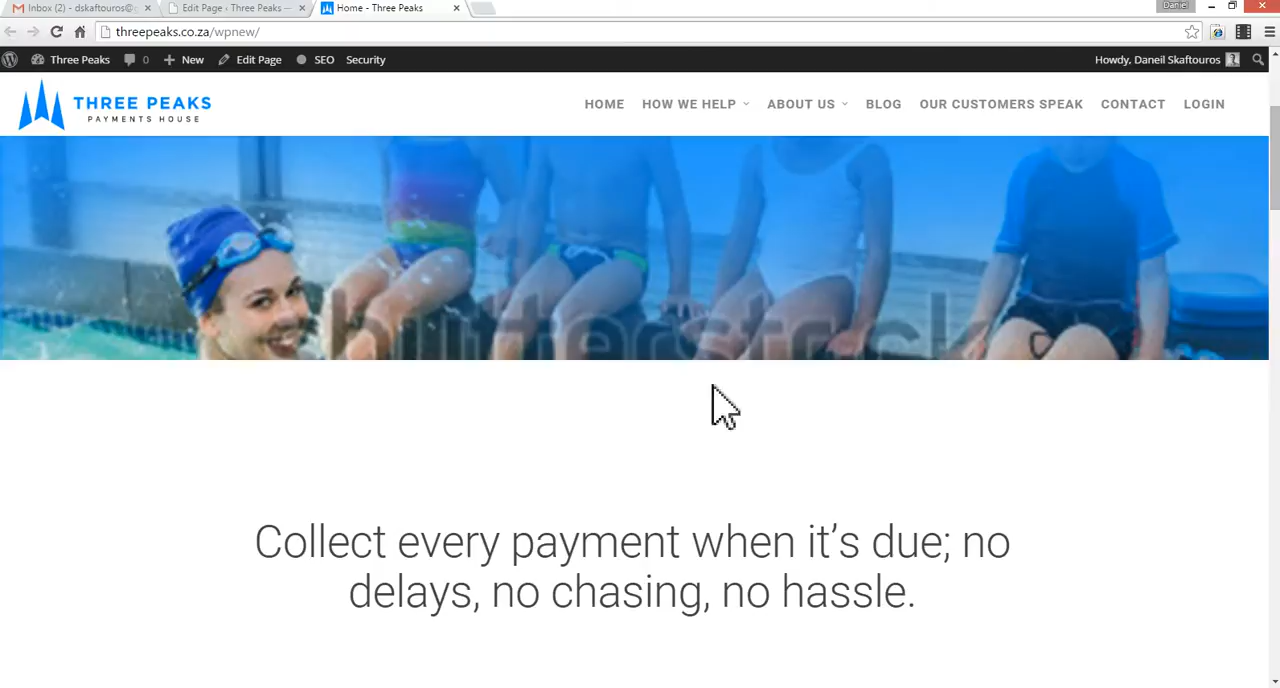 Inbox (2) - dskaftouros@
Edit Page ‹ Three Peaks —
Home - Three Peaks
Daniel
threepeaks.co.za/wpnew/
Three Peaks
0
New
Edit Page
SEO
Security
Howdy, Daneil Skaftouros
THREE PEAKS
PAYMENTS HOUSE
HOME
HOW WE HELP
ABOUT US
BLOG
OUR CUSTOMERS SPEAK
CONTACT
LOGIN
Collect every payment when it’s due; no
delays, no chasing, no hassle.